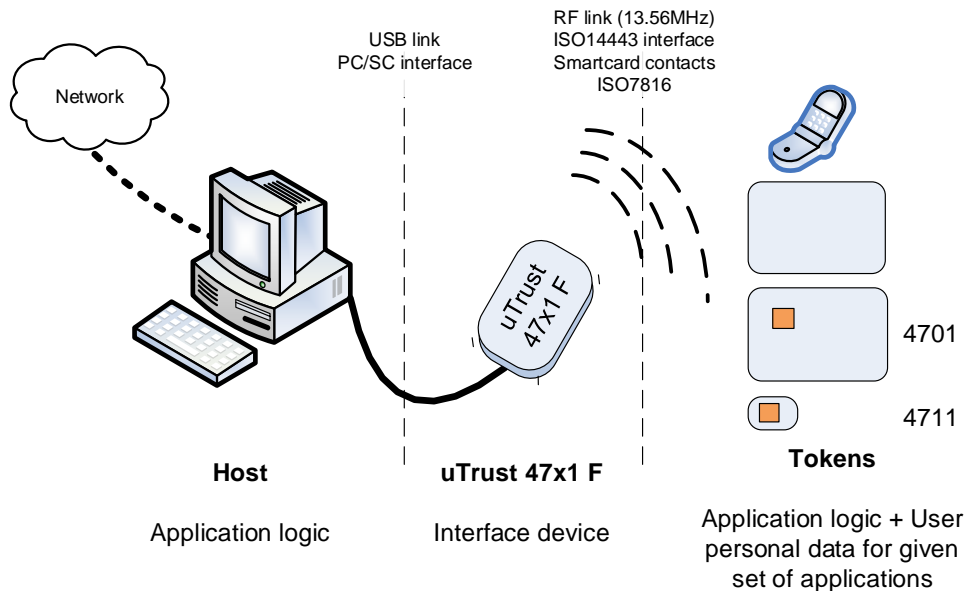 RF link (13.56MHz)
ISO14443 interface
Smartcard contacts
ISO7816
USB link
PC/SC interface
Network
uTrust
47x1 F
4701
4711
Host
uTrust 47x1 F
Tokens
Application logic
Interface device
Application logic + User
personal data for given
set of applications